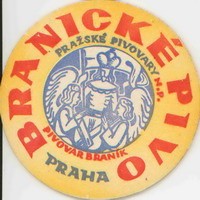 BRANICKÉ PIVO
PRAŽSKÉ PIVOVARY N.P.
PIVOVAR BRANÍK
PRAHA